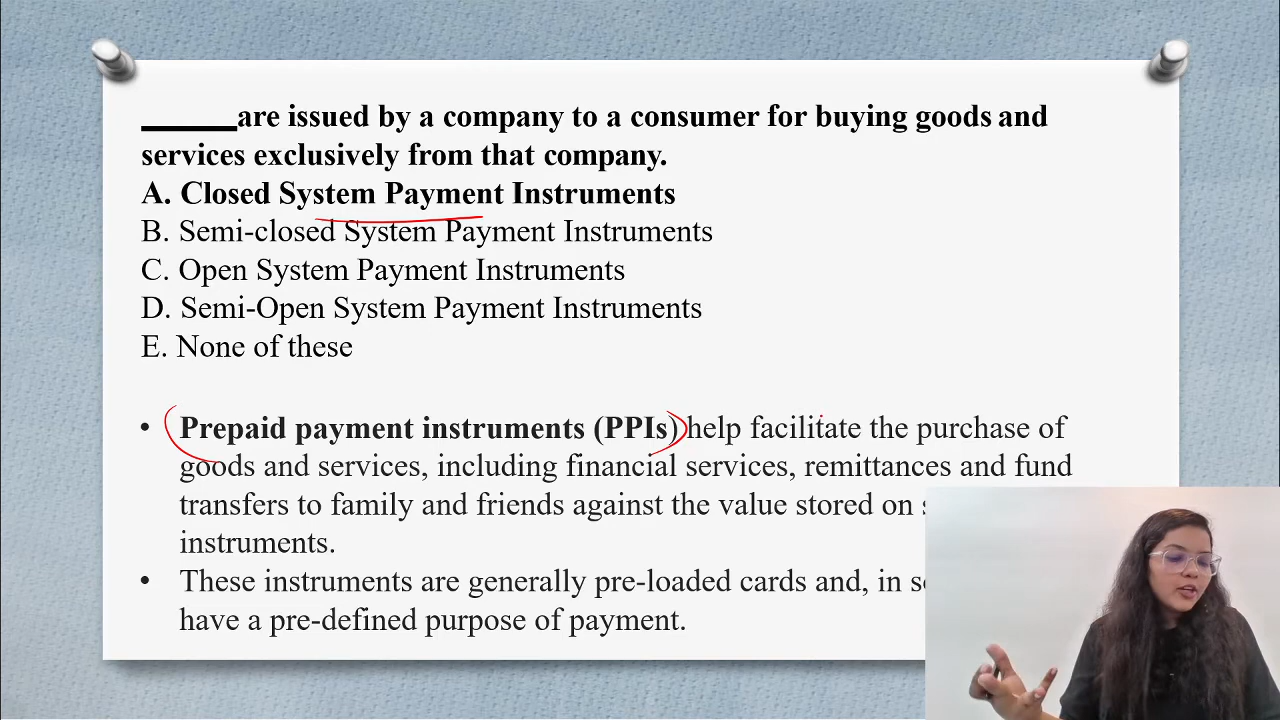 ______are issued by a company to a consumer for buying goods and
services exclusively from that company.
A. Closed System Payment Instruments
B. Semi-closed System Payment Instruments
C. Open System Payment Instruments
D. Semi-Open System Payment Instruments
E. None of these
• Prepaid payment instruments (PPIs) help facilitate the purchase of
goods and services, including financial services, remittances and fund
transfers to family and friends against the value stored on
instruments.
• These instruments are generally pre-loaded cards and, in
have a pre-defined purpose of payment.